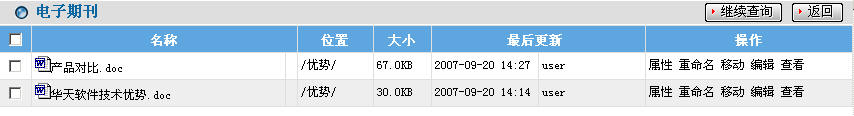 电子期刊 继续查询 返回
名称 位置 大小 最后更新 操作
产品对比.doc /优势/ 67.0KB 2007-09-20 14:27 user 属性 重命名 移动 编辑 查看
华天软件技术优势.doc /优势/ 30.0KB 2007-09-20 14:14 user 属性 重命名 移动 编辑 查看